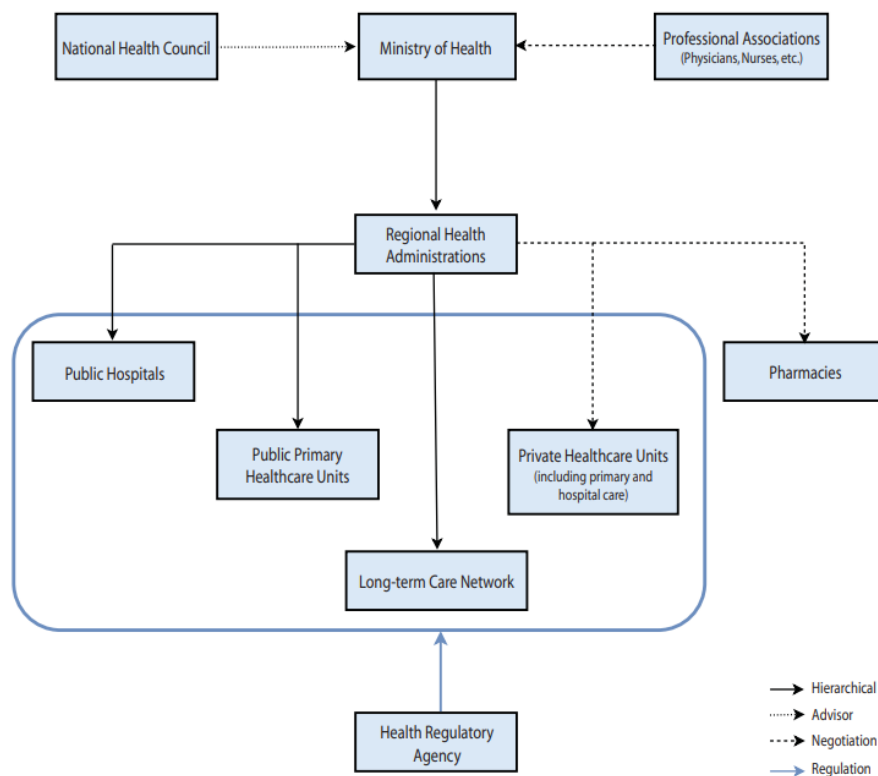 National Health Council
Ministry of Health
Professional Associations
(Physicians, Nurses, etc.)
Regional Health
Administrations
Public Hospitals
Pharmacies
Public Primary
Healthcare Units
Private Healthcare Units
(including primary and
hospital care)
Long-term Care Network
Health Regulatory
Agency
Hierarchical
Advisor
Negotiation
Regulation